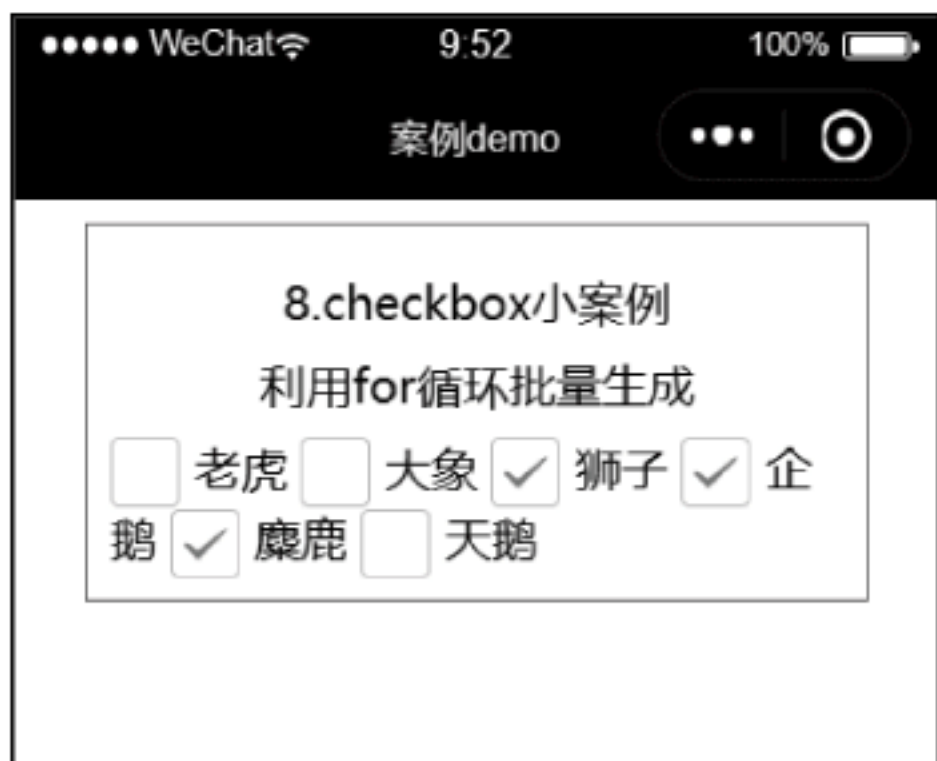 WeChat 9:52 100%
案例demo
8.checkbox小案例
利用for循环批量生成
老虎 大象 狮子 企
鹅 麋鹿 天鹅